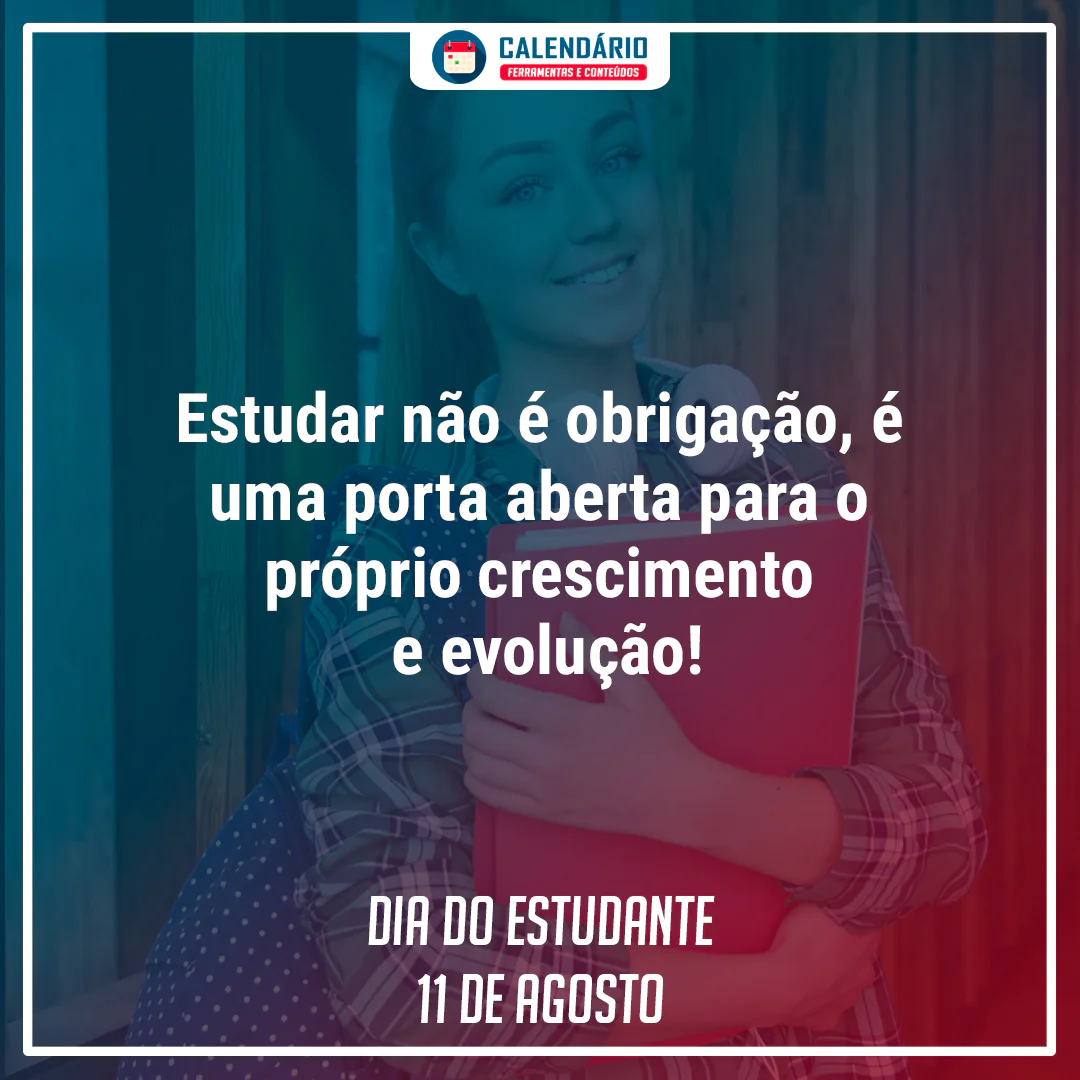 CALENDÁRIO
FERRAMENTAS E CONTEÚDOS
Estudar não é obrigação, é
uma porta aberta para o
próprio crescimento
e evolução!
DIA DO ESTUDANTE
11 DE AGOSTO